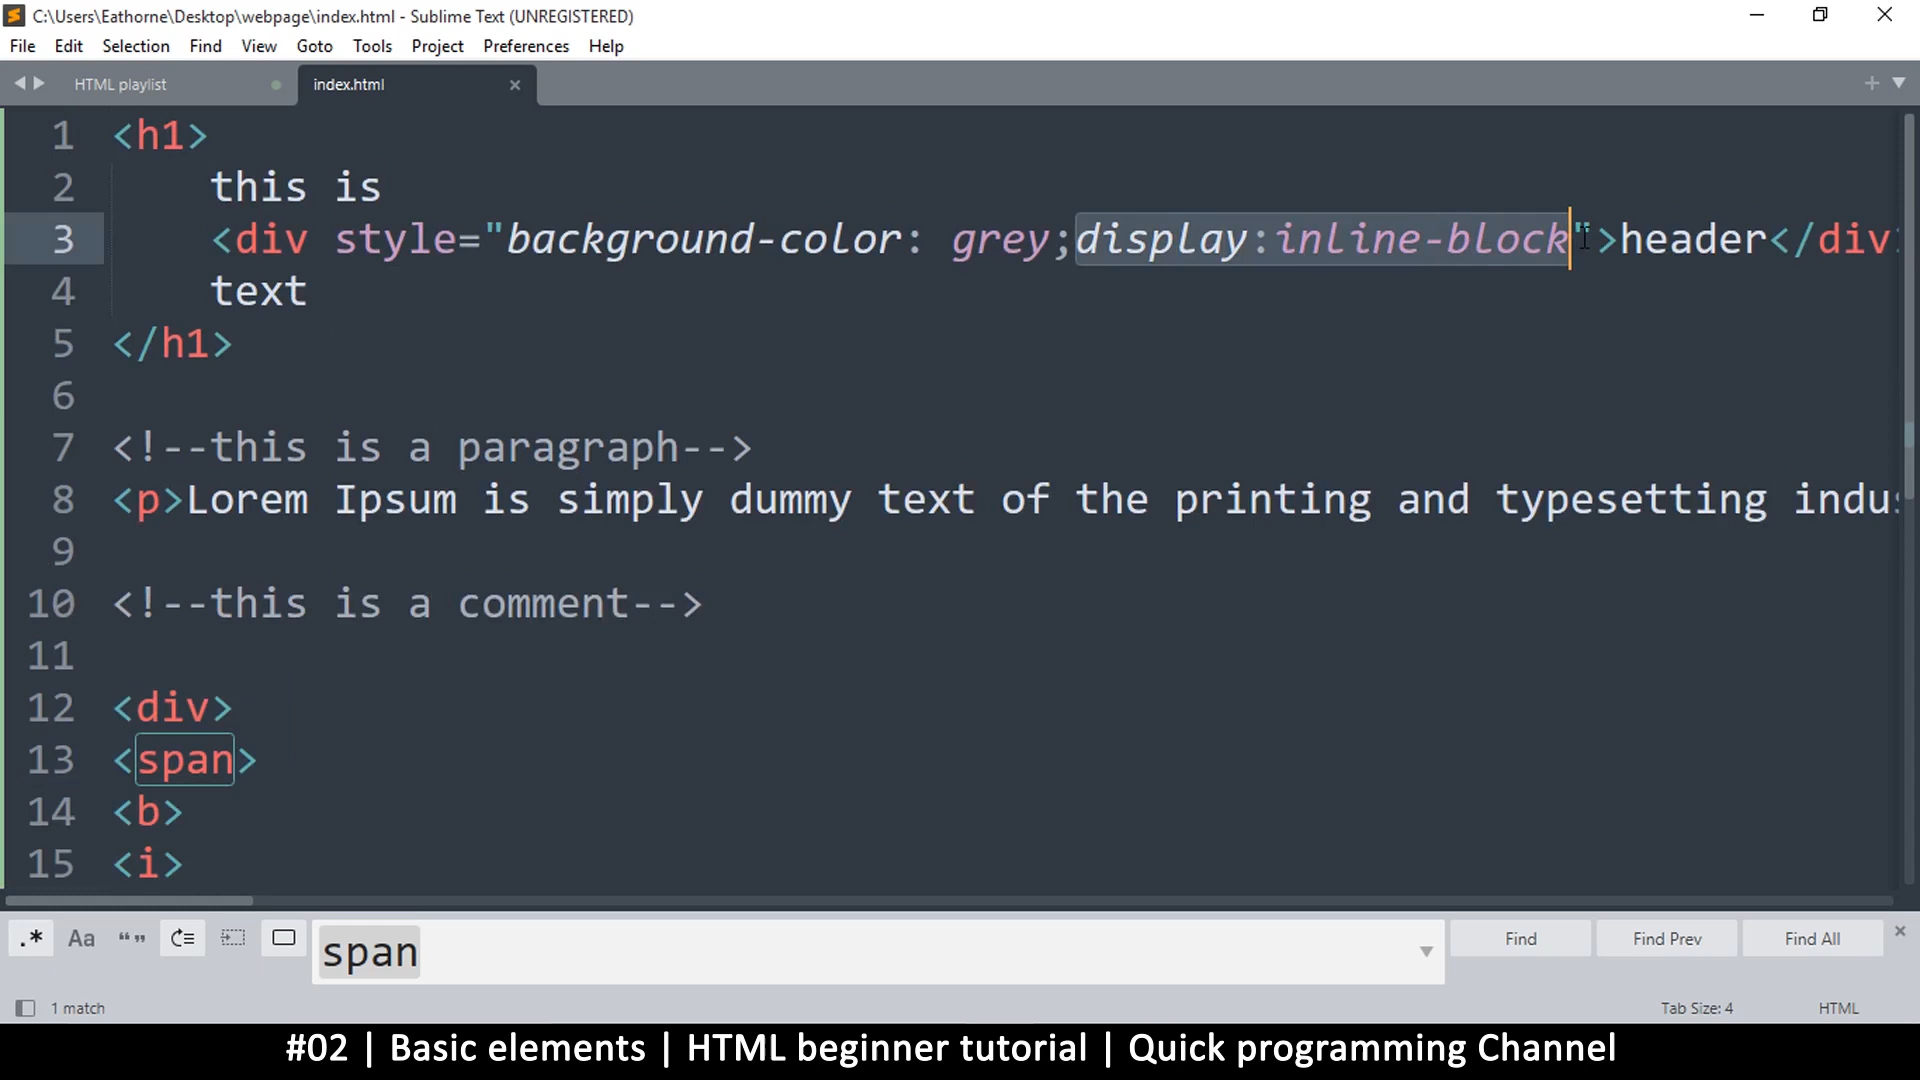 C:\Users\Eathorne\Desktop\webpage\index.html - Sublime Text (UNREGISTERED)
File Edit Selection Find View Goto Tools Project Preferences Help
HTML playlist index.html
1 <h1>
2 this is
3 <div style="background-color: grey;display:inline-block">header</div
4 text
5 </h1>
6
7 <!--this is a paragraph-->
8 <p>Lorem Ipsum is simply dummy text of the printing and typesetting indus
9
10 <!--this is a comment-->
11
12 <div>
13 <span>
14 <b>
15 <i>
.* Aa “” span Find Find Prev Find All
1 match Tab Size: 4 HTML
#02 | Basic elements | HTML beginner tutorial | Quick programming Channel